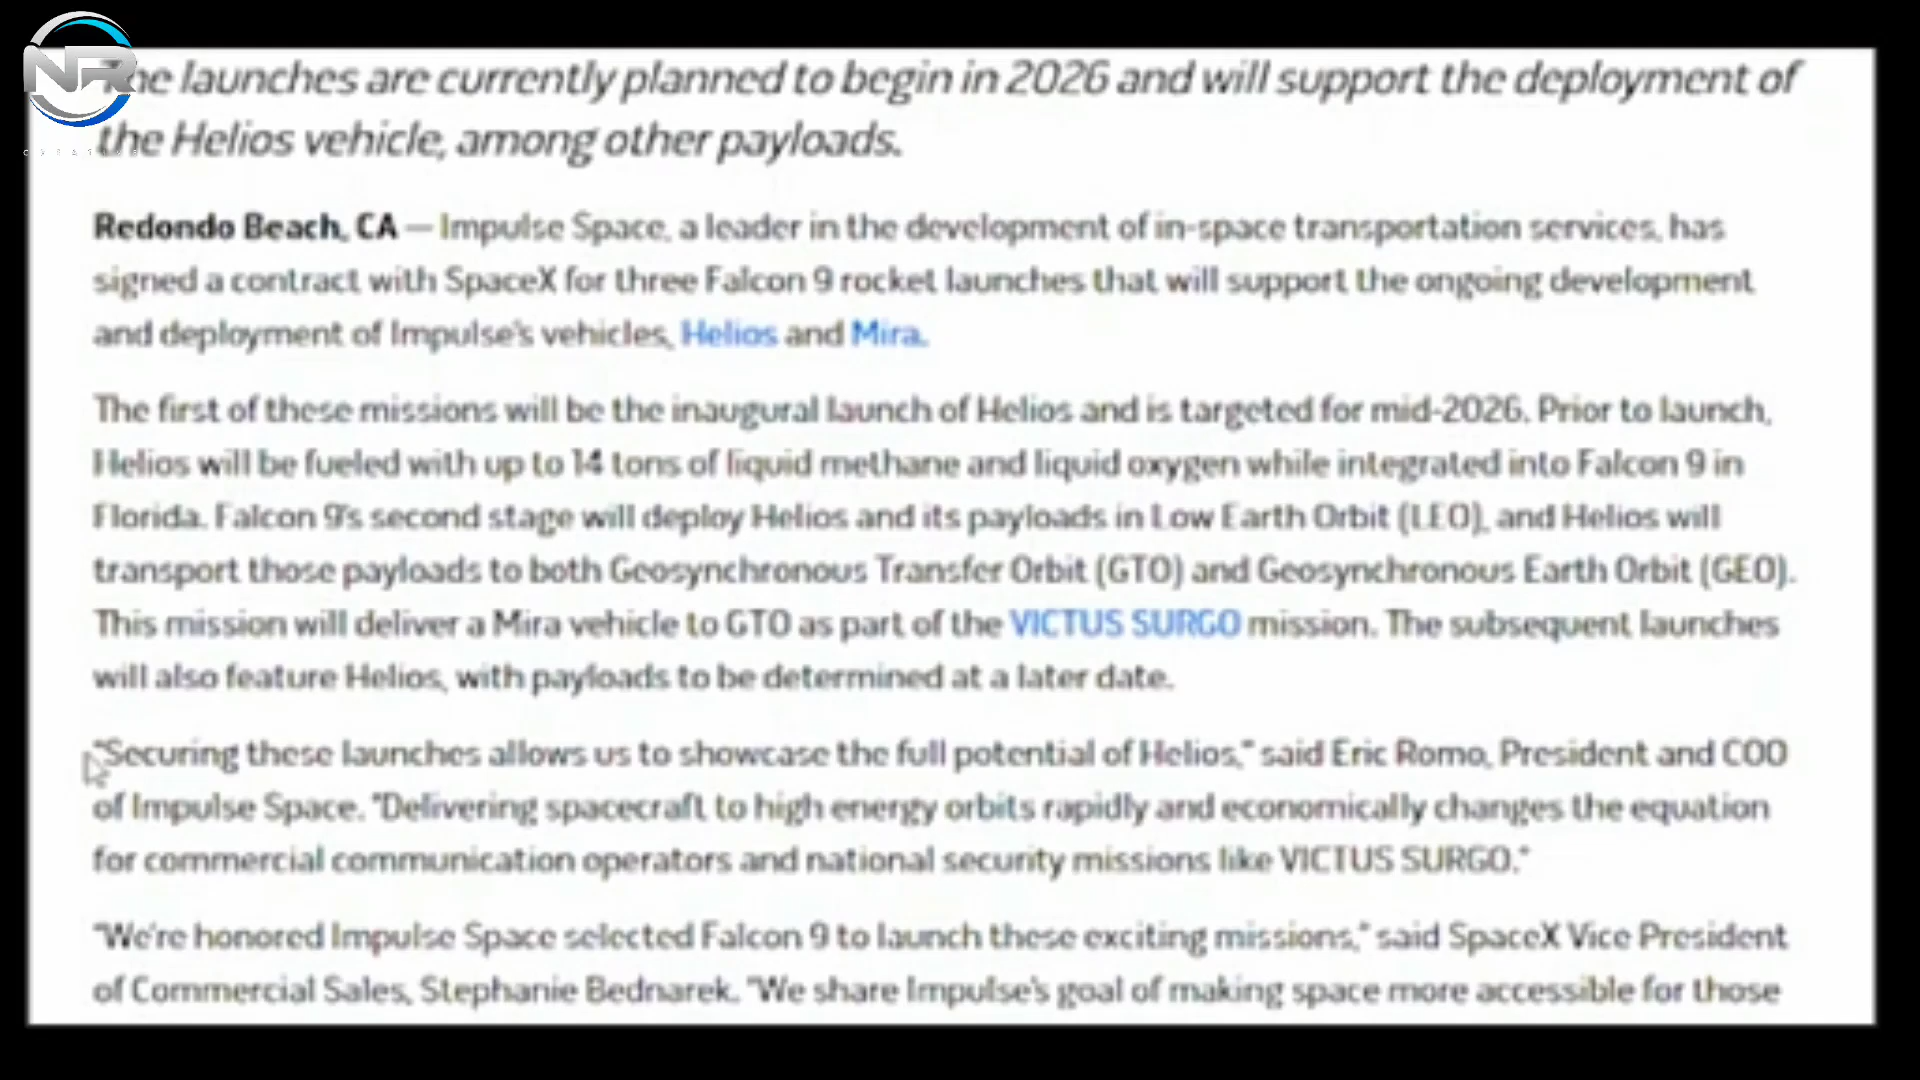 NR
The launches are currently planned to begin in 2026 and will support the deployment of
the Helios vehicle, among other payloads.
Redondo Beach, CA — Impulse Space, a leader in the development of in-space transportation services, has
signed a contract with SpaceX for three Falcon 9 rocket launches that will support the ongoing development
and deployment of Impulse's vehicles, Helios and Mira.
The first of these missions will be the inaugural launch of Helios and is targeted for mid-2026. Prior to launch,
Helios will be fueled with up to 14 tons of liquid methane and liquid oxygen while integrated into Falcon 9 in
Florida. Falcon 9's second stage will deploy Helios and its payloads in Low Earth Orbit (LEO), and Helios will
transport those payloads to both Geosynchronous Transfer Orbit (GTO) and Geosynchronous Earth Orbit (GEO).
This mission will deliver a Mira vehicle to GTO as part of the VICTUS SURGO mission. The subsequent launches
will also feature Helios, with payloads to be determined at a later date.
"Securing these launches allows us to showcase the full potential of Helios," said Eric Romo, President and COO
of Impulse Space. "Delivering spacecraft to high energy orbits rapidly and economically changes the equation
for commercial communication operators and national security missions like VICTUS SURGO."
"We're honored Impulse Space selected Falcon 9 to launch these exciting missions," said SpaceX Vice President
of Commercial Sales, Stephanie Bednarek. "We share Impulse's goal of making space more accessible for those